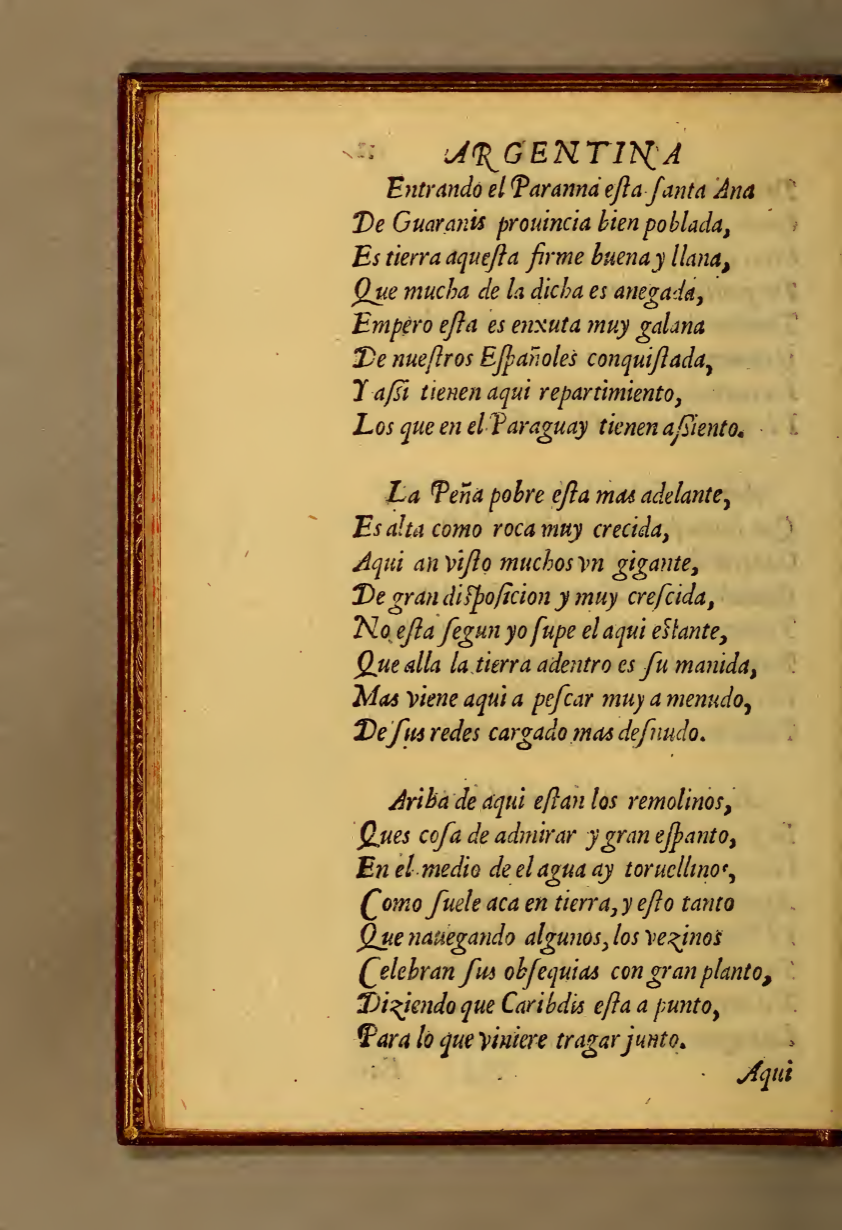 ARGENTINA
Entrando el Paranna eſta ſanta Ana
De Guaranis prouincia bien poblada,
Es tierra aqueſta firme buena y llana,
Que mucha de la dicha es anegada,
Empero eſta es enxuta muy galana
De nueſtros Eſpañoles conquiſtada,
Y aſsi tienen aqui repartimiento,
Los que en el Paraguay tienen aſsiento.
La Peña pobre eſta mas adelante,
Es alta como roca muy crecida,
Aqui an viſto muchos vn gigante,
De gran diſpoſicion y muy creſcida,
No eſta ſegun yo ſupe el aqui eſtante,
Que alla la tierra adentro es ſu manida,
Mas viene aqui a peſcar muy a menudo,
De ſus redes cargado mas deſnudo.
Ariba de aqui eſtan los remolinos,
Ques coſa de admirar y gran eſpanto,
En el medio de el agua ay toruellinos,
Como ſuele aca en tierra, y eſto tanto
Que nauegando algunos, los vezinos
Celebran ſus obſequias con gran planto,
Diziendo que Caribdis eſta a punto,
Para lo que viniere tragar junto.
Aqui